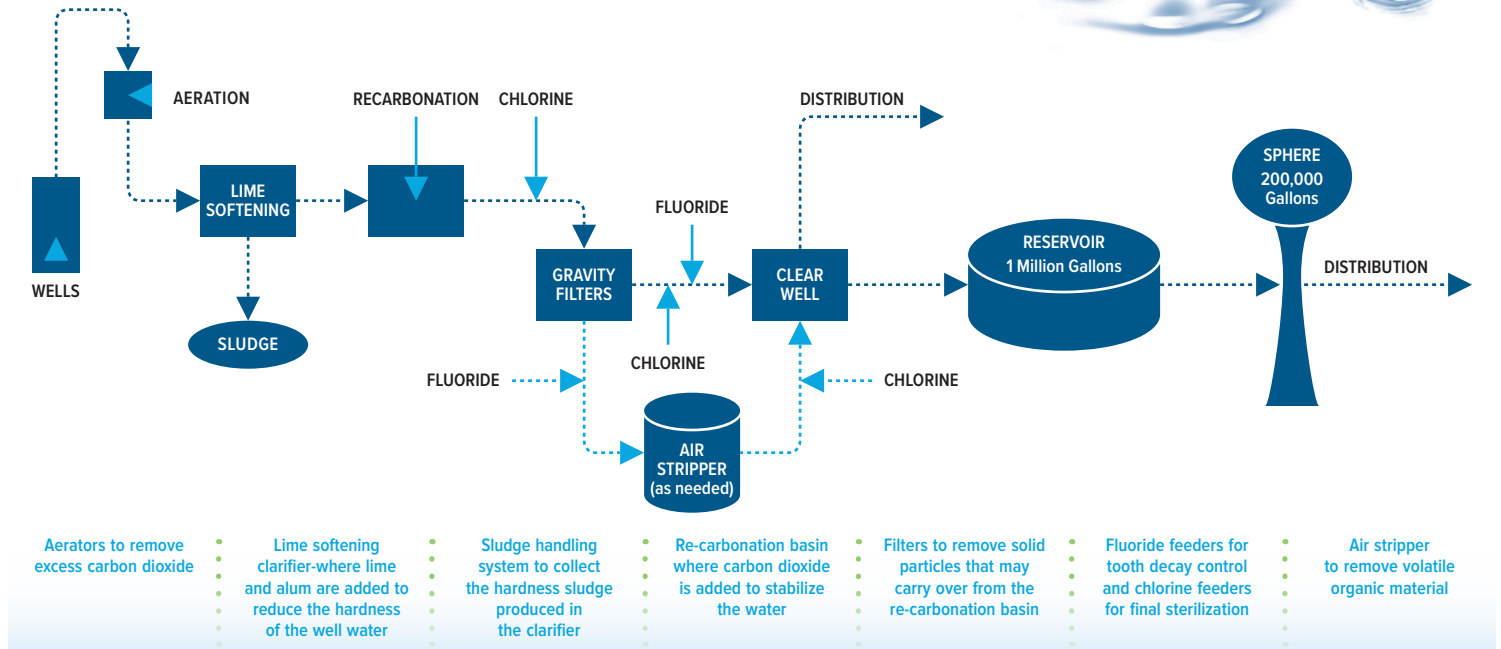 AERATION
RECARBONATION
CHLORINE
DISTRIBUTION
SPHERE
200,000
Gallons
LIME
SOFTENING
FLUORIDE
WELLS
GRAVITY
FILTERS
CLEAR
WELL
RESERVOIR
1 Million Gallons
DISTRIBUTION
SLUDGE
CHLORINE
FLUORIDE
CHLORINE
AIR
STRIPPER
(as needed)
Aerators to remove
excess carbon dioxide
Lime softening
clarifier-where lime
and alum are added to
reduce the hardness
of the well water
Sludge handling
system to collect
the hardness sludge
produced in
the clarifier
Re-carbonation basin
where carbon dioxide
is added to stabilize
the water
Filters to remove solid
particles that may
carry over from the
re-carbonation basin
Fluoride feeders for
tooth decay control
and chlorine feeders
for final sterilization
Air stripper
to remove volatile
organic material